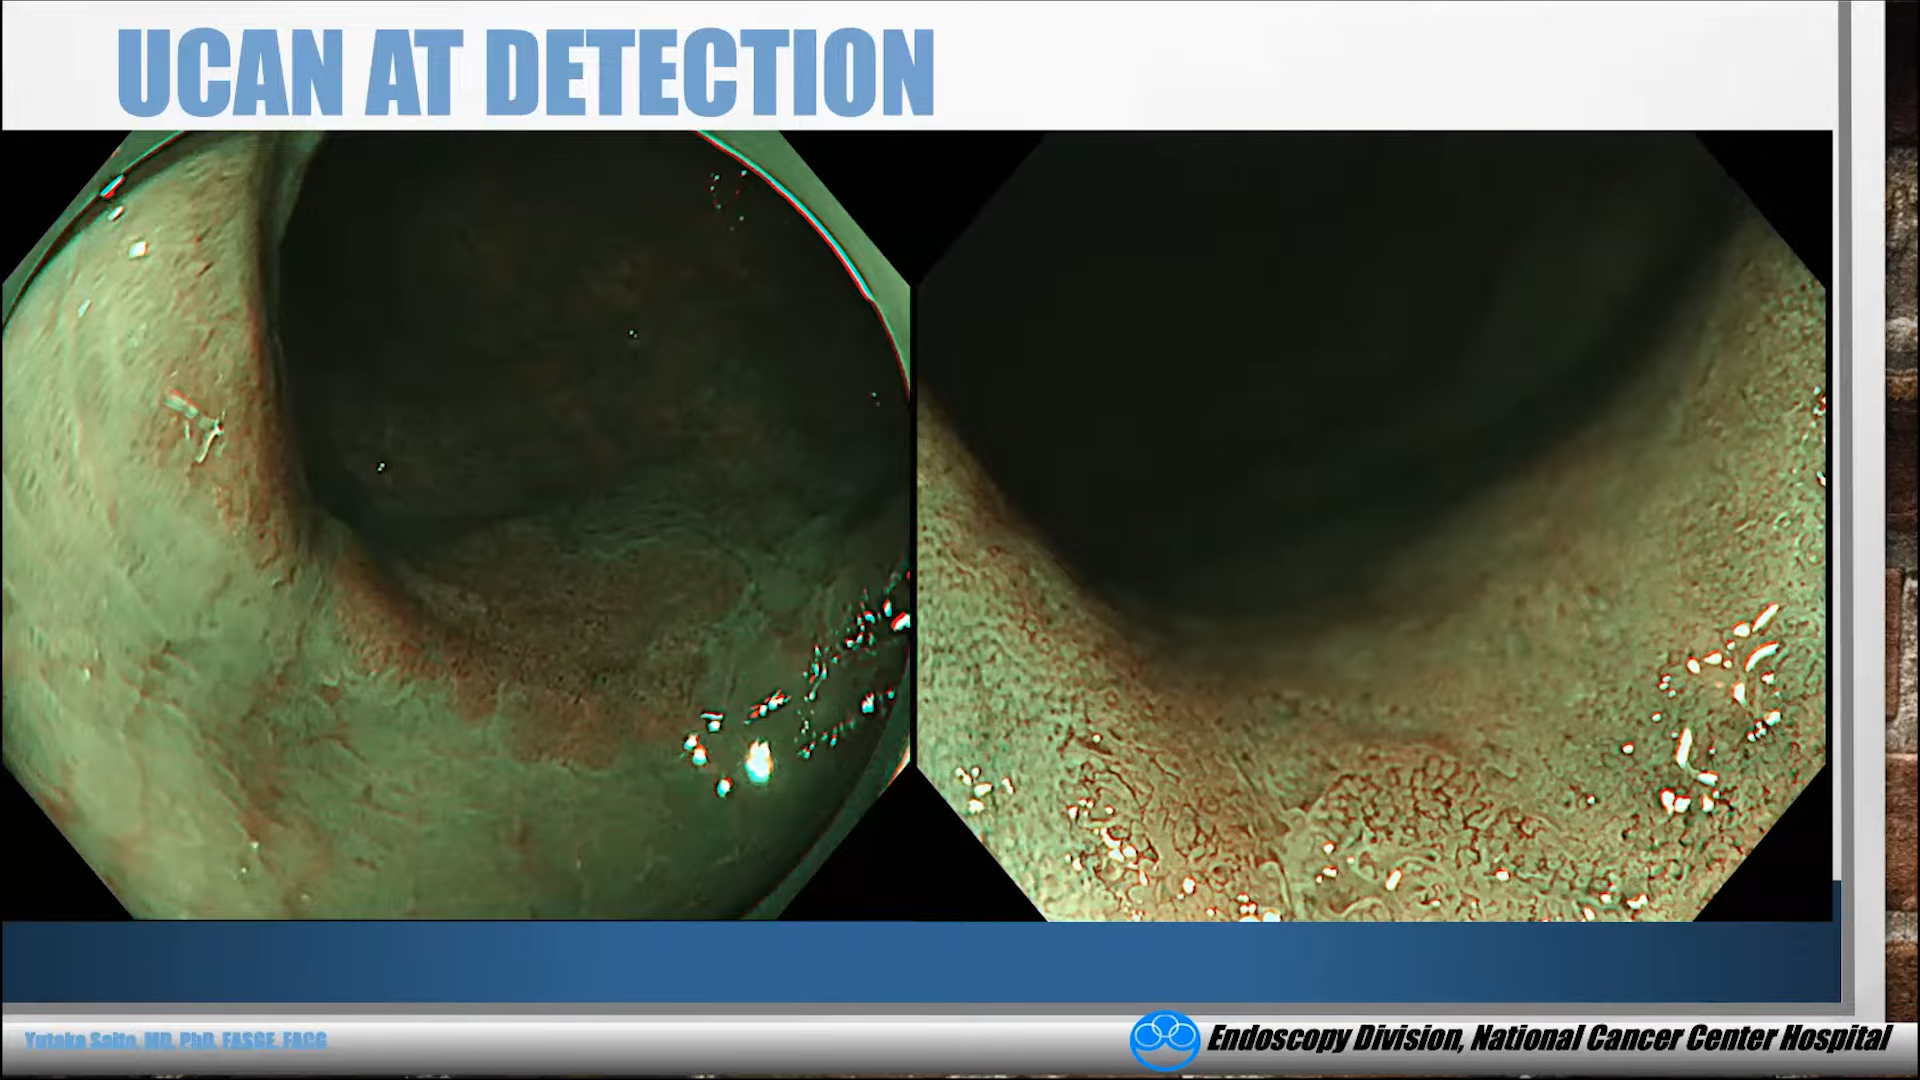 UCAN AT DETECTION
Yutaka Saito, MD, PhD, FASGE, FACG
Endoscopy Division, National Cancer Center Hospital